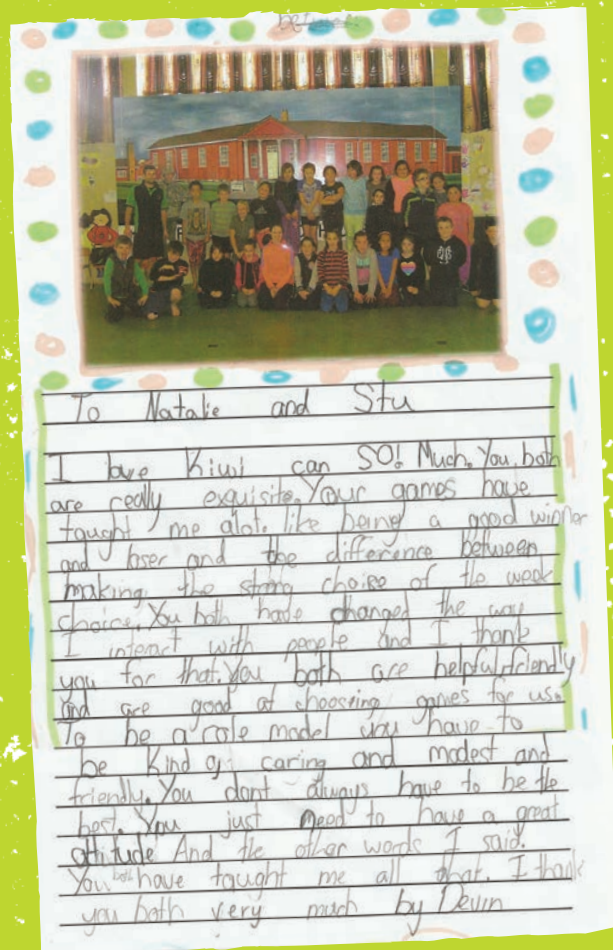 between
To Natalie and Stu
I love Kiwi can SO! Much. You both
are really exquisite. Your games have
taught me alot. like being a good winner
and loser and the difference between
making the strong choise of the week
choice. You both have changed the way
I interact with people and I thank
you for that. You both are helpful, friendly
and are good at choosing games for us.
To be a role model you have to
be kind, caring and modest and
friendly. You dont always have to be the
best. You just need to have a great
attitude And the other words I said.
You both have taught me all that. I thank
you both very much by Devin